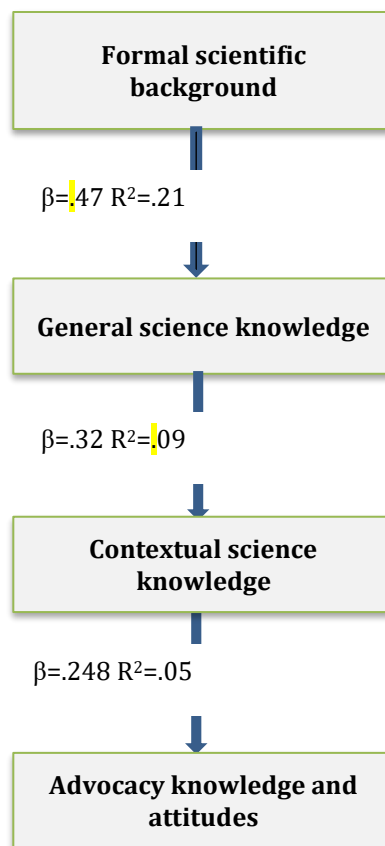 Formal scientific
background
β=.47 R²=.21
General science knowledge
β=.32 R²=.09
Contextual science
knowledge
β=.248 R²=.05
Advocacy knowledge and
attitudes